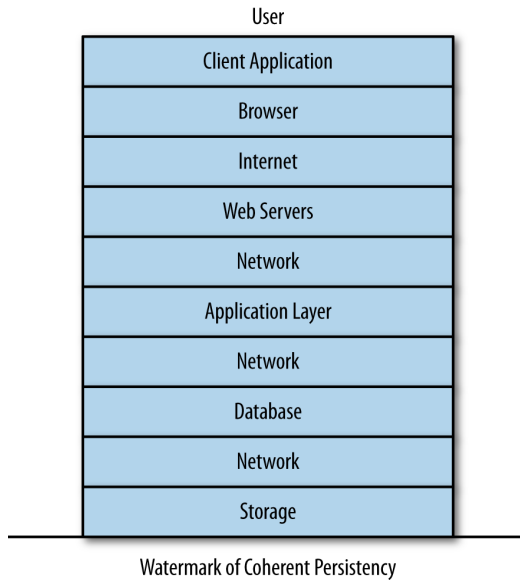 User
Client Application
Browser
Internet
Web Servers
Network
Application Layer
Network
Database
Network
Storage
Watermark of Coherent Persistency